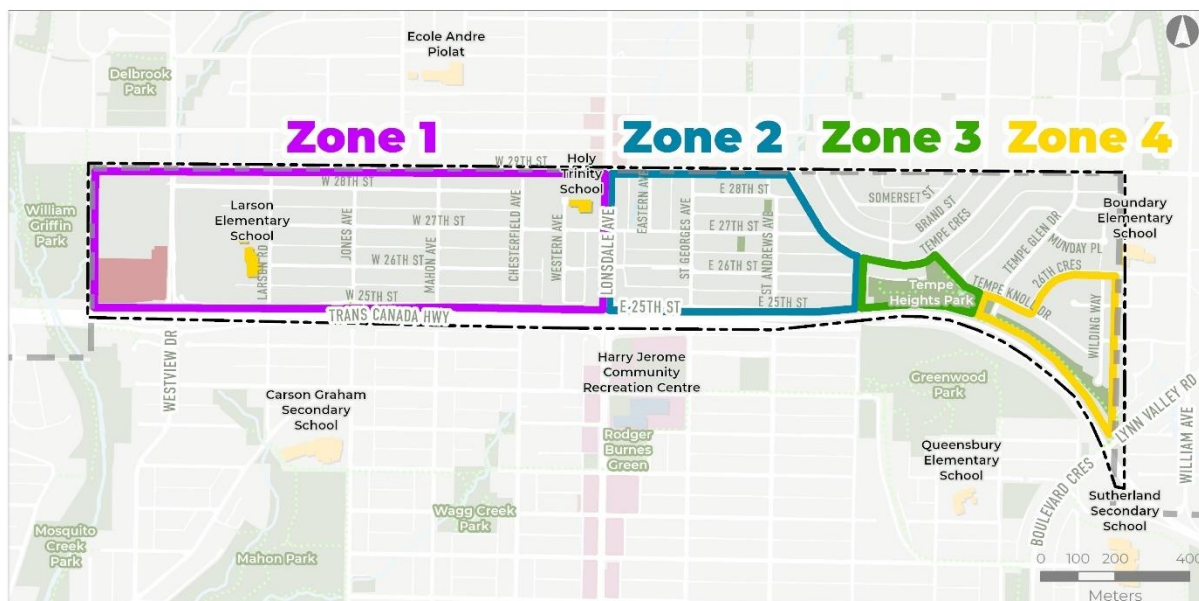 Ecole Andre
Piolat
Delbrook
Park
Zone 1
Zone 2
Zone 3
Zone 4
W 29TH ST
Holy
Trinity
School
W 28TH ST
E 28TH ST
SOMERSET ST
BRAND ST
TEMPE CRES
TEMPE GLEN DR
MUNDAY PL
Boundary
Elementary
School
William
Griffin
Park
Larson
Elementary
School
LARSON RD
JONES AVE
W 27TH ST
MAHON AVE
W 26TH ST
CHESTERFIELD AVE
WESTERN AVE
LONSDALE AVE
EASTERN AVE
ST GEORGES AVE
E 27TH ST
E 26TH ST
ST ANDREWS AVE
Tempe
Heights Park
TEMPE KNOLL DR
26TH CRES
WILDING WAY
W 25TH ST
E 25TH ST
E 25TH ST
TRANS CANADA HWY
WESTVIEW DR
Harry Jerome
Community
Recreation Centre
Greenwood
Park
LYNN VALLEY RD
WILLIAM AVE
Carson Graham
Secondary
School
Rodger
Burnes
Green
Queensbury
Elementary
School
BOULEVARD CRES
Sutherland
Secondary
School
Wagg Creek
Park
Mosquito
Creek Park
Mahon Park
0 100 200 400
Meters